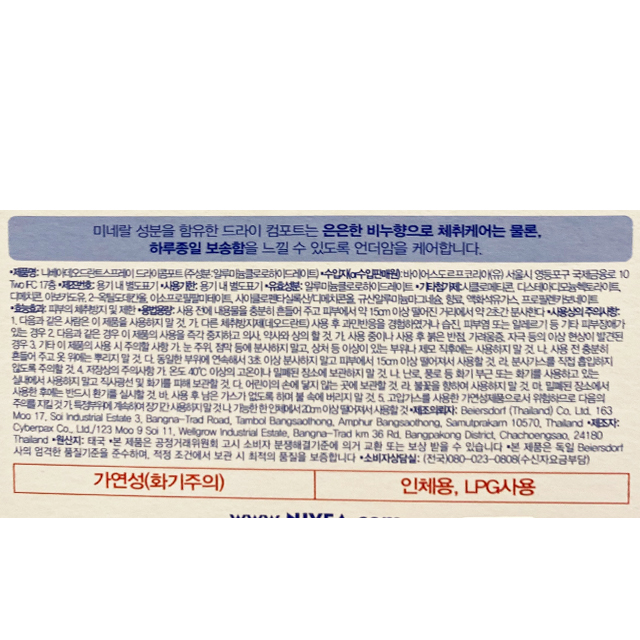 미네랄 성분을 함유한 드라이 컴포트는 은은한 비누향으로 체취케어는 물론,
하루종일 보송함을 느낄 수 있도록 언더암을 케어합니다.
•제품명: 니베아데오드란트스프레이 드라이콤포트 (주성분:알루미늄클로로하이드레이트) •수입자(or수입판매원): 바이어스도르프코리아(유) 서울시 영등포구 국제금융로 10
Two IFC 17층 •제조번호: 용기 내 별도표기 •사용기한: 용기 내 별도표기 •유효성분: 알루미늄클로로하이드레이트 •기타첨가제: 시클로메티콘, 디스테아디모늄헥토라이트,
디메치콘, 아보카도유, 2-옥틸도데칸올, 이소프로필팔미테이트, 사이클로펜타실록산/디메치콘올, 규산알루미늄마그네슘, 향료, 액화석유가스, 프로필렌카보네이트
•효능효과: 피부의 체취방지 및 제한 •용법용량: 사용 전에 내용물을 충분히 흔들어 주고 피부에서 약 15cm 이상 떨어진 거리에서 약 2초간 분사한다 •사용상의 주의사항:
1. 다음과 같은 사람은 이 제품을 사용하지 말 것. 가. 다른 체취방지제(데오도란트) 사용 후 과민반응을 경험하였거나 습진, 피부염 또는 알레르기 등 기타 피부장애가
있는 경우 2. 다음과 같은 경우 이 제품의 사용을 즉각 중지하고 의사, 약사와 상의 할 것. 가. 사용 중이나 사용 후 붉은 반점, 가려움증, 자극 등의 이상 현상이 발견된
경우 3. 기타 이 제품의 사용 시 주의할 사항 가. 눈 주위, 점막 등에 분사하지 말고, 상처 등 이상이 있는 부위나 제모 직후에는 사용하지 말 것. 나. 사용 전 충분히
흔들어 주고 옷 위에는 뿌리지 말 것. 다. 동일한 부위에 연속해서 3초 이상 분사하지 말고 피부에서 15cm 이상 떨어져서 사용할 것. 라. 분사가스를 직접 흡입하지
않도록 주의할 것. 4. 저장상의 주의사항 가. 온도 40℃ 이상의 고온이나 밀폐된 장소에 보관하지 말 것. 나. 난로, 풍로 등 화기 부근 또는 화기를 사용하고 있는
실내에서 사용하지 말고 직사광선 및 화기를 피해 보관할 것. 다. 어린이의 손에 닿지 않는 곳에 보관할 것. 라. 불꽃을 향하여 사용하지 말 것. 마. 밀폐된 장소에서
사용한 후에는 반드시 환기를 실시할 것. 바. 사용 후 남은 가스가 없도록 하여 불 속에 버리지 말 것. 5. 고압가스를 사용한 가연성제품으로서 위험하므로 다음의
주의를 지킬 것. 가. 특정부위에 계속하여 장기간 사용하지 말 것. 나. 가능한 한 인체에서 20cm 이상 떨어져서 사용할 것 •제조의뢰자: Beiersdorf (Thailand) Co., Ltd. 163
Moo 17, Soi Industrial Estate 3, Bangna-Trad Road, Tambol Bangsaothong, Amphur Bangsaothong, Samutprakarn 10570, Thailand •제조자:
Cyberpax Co., Ltd./123 Moo 9 Soi 11, Wellgrow Industrial Estate, Bangna-Trad km 36 Rd, Bangpakong District, Chachoengsao, 24180
Thailand •원산지: 태국 •본 제품은 공정거래위원회 고시 소비자 분쟁해결기준에 의거 교환 또는 보상 받을 수 있습니다. •본 제품은 독일 Beiersdorf
사의 엄격한 품질기준을 준수하며, 적정 조건에서 보관 시 최적의 품질을 보증합니다 •소비자상담실: (전국)080-023-0808(수신자요금부담)
가연성(화기주의)
인체용, LPG사용
www.NIVEA.com